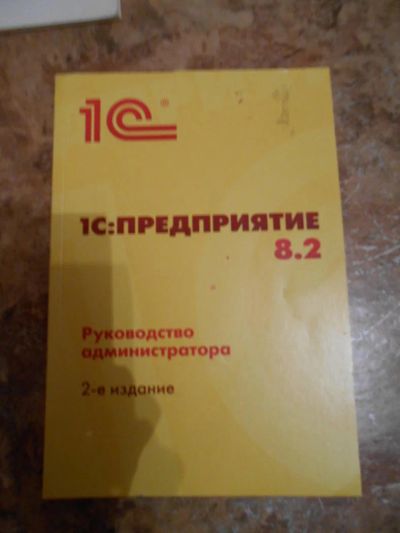 1С®
1С:ПРЕДПРИЯТИЕ
8.2
Руководство
администратора
2-е издание